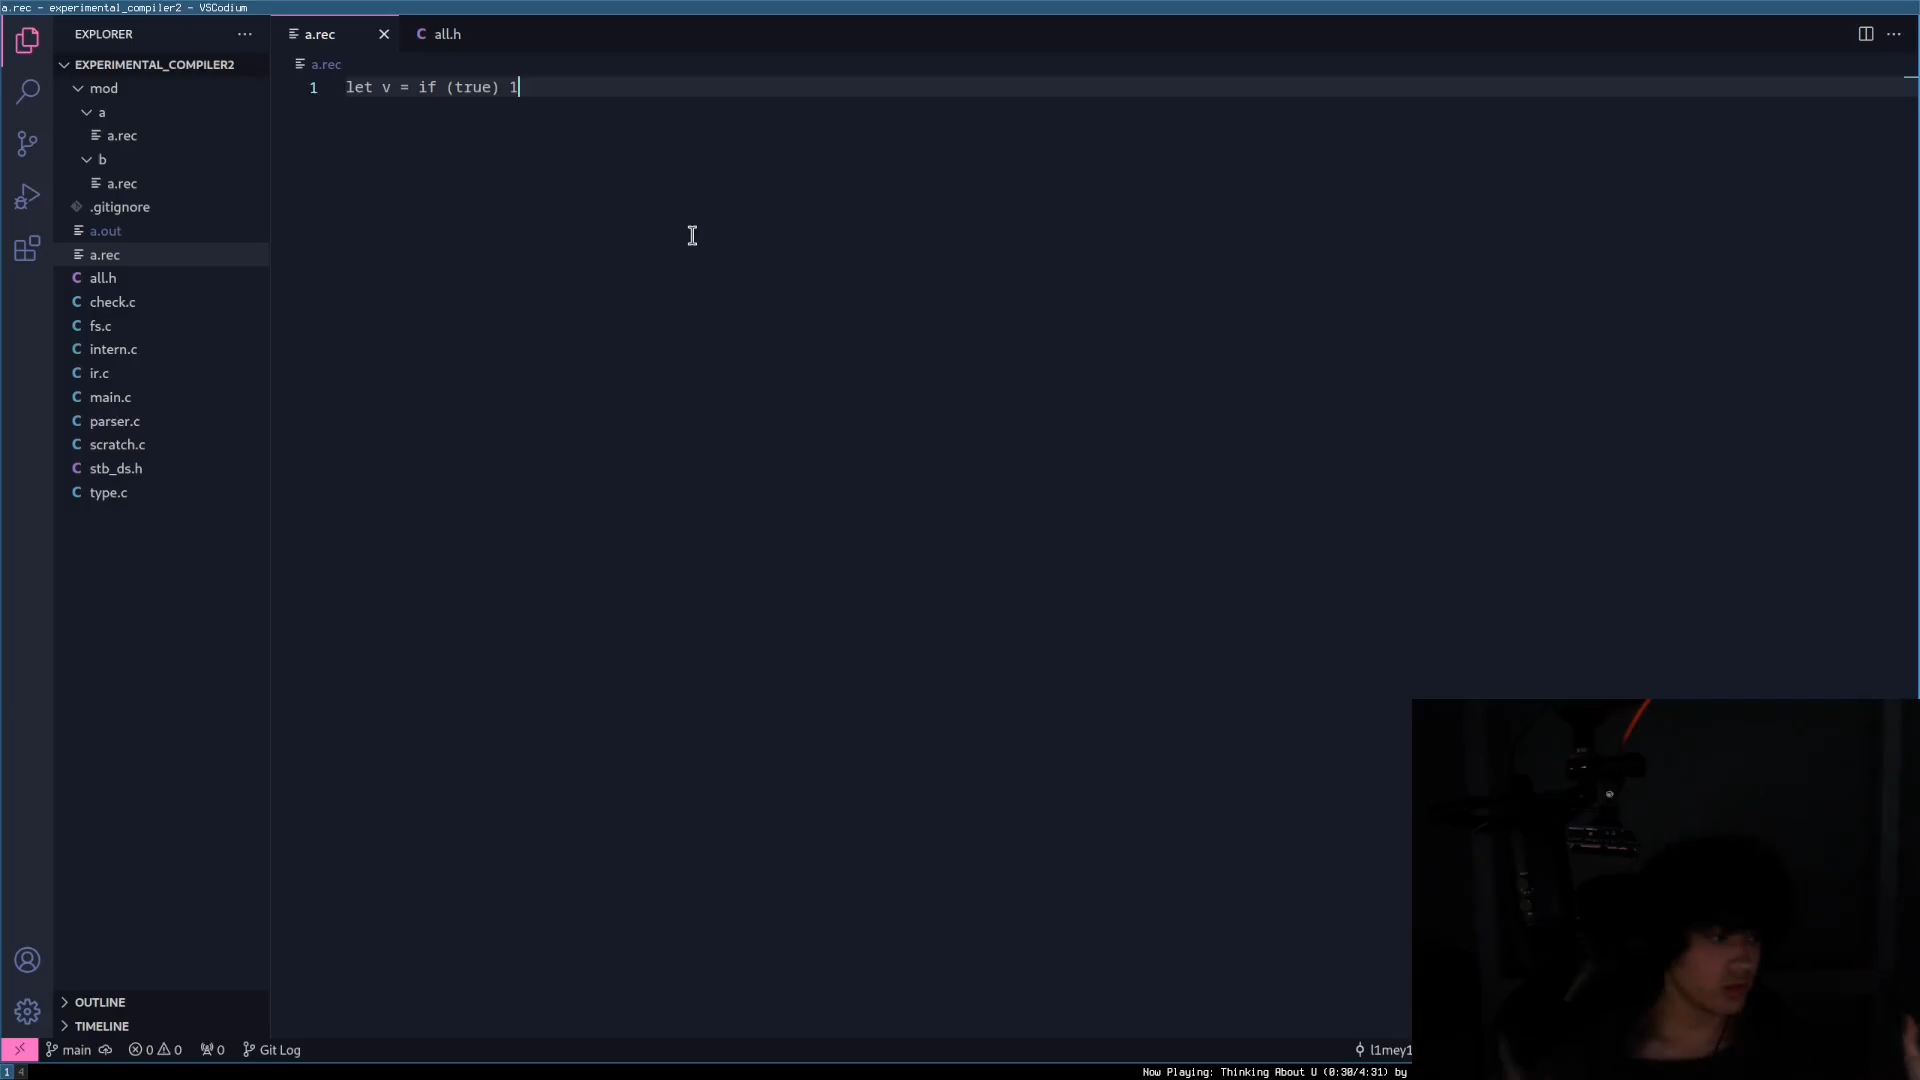 a.rec - experimental_compiler2 - VSCodium
EXPLORER
a.rec
all.h
EXPERIMENTAL_COMPILER2
a.rec
mod
1 let v = if (true) 1
a
a.rec
b
a.rec
.gitignore
a.out
a.rec
C all.h
C check.c
C fs.c
C intern.c
C ir.c
C main.c
C parser.c
C scratch.c
C stb_ds.h
C type.c
OUTLINE
TIMELINE
main 0 0 0 Git Log l1mey1
1 4 Now Playing: Thinking About U (0:30/4:31) by